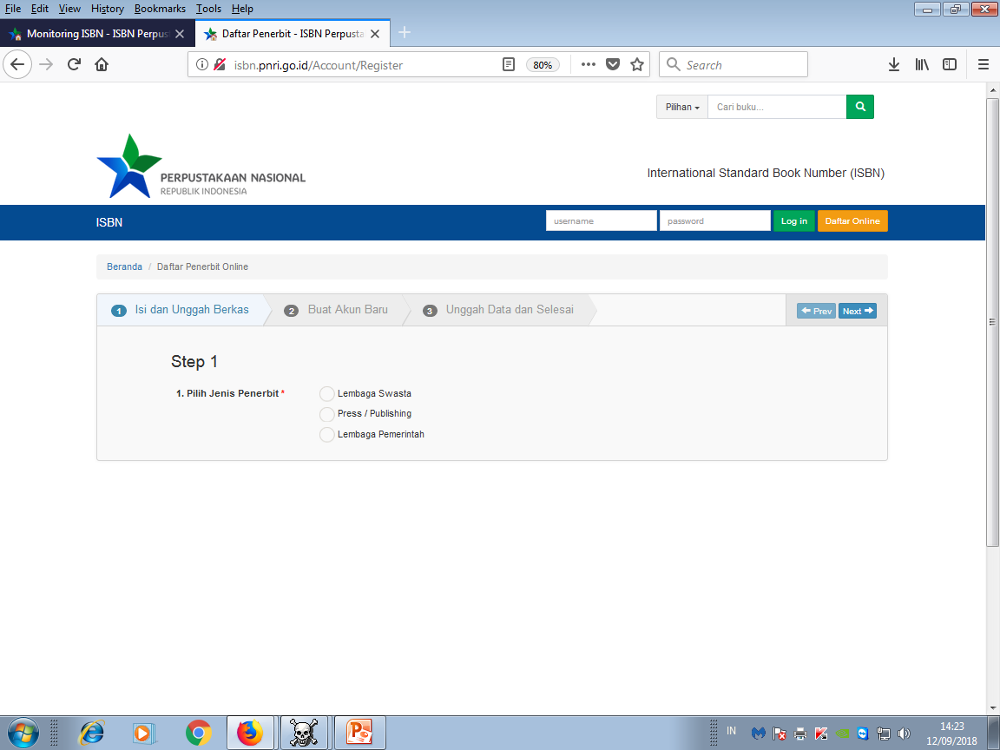 File Edit View History Bookmarks Tools Help
Monitoring ISBN - ISBN Perpus
Daftar Penerbit - ISBN Perpusta
isbn.pnri.go.id/Account/Register
80%
Search
Pilihan
Cari buku...
PERPUSTAKAAN NASIONAL
REPUBLIK INDONESIA
International Standard Book Number (ISBN)
ISBN
username
password
Log in
Daftar Online
Beranda / Daftar Penerbit Online
1 Isi dan Unggah Berkas
2 Buat Akun Baru
3 Unggah Data dan Selesai
Prev
Next
Step 1
1. Pilih Jenis Penerbit *
Lembaga Swasta
Press / Publishing
Lembaga Pemerintah
IN
14:23
12/09/2018